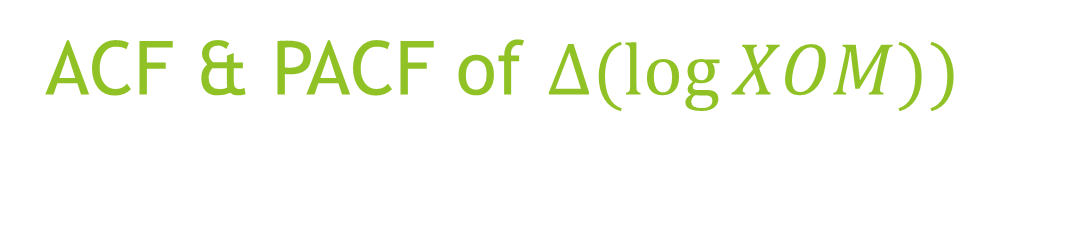 ACF & PACF of Δ(log XOM))